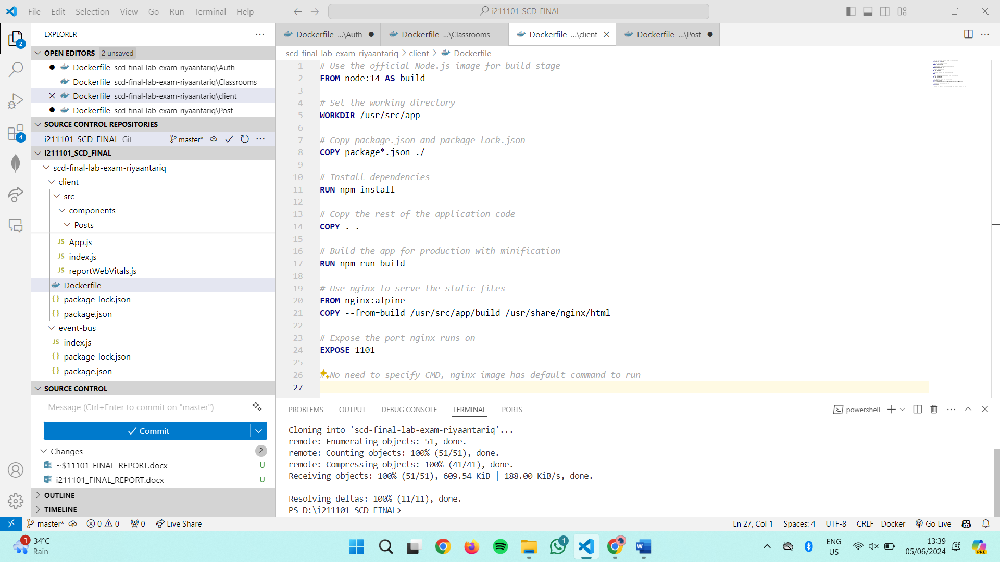 File Edit Selection View Go Run Terminal Help
i211101_SCD_FINAL
EXPLORER
2
OPEN EDITORS 2 unsaved
Dockerfile scd-final-lab-exam-riyaantariq\Auth
Dockerfile scd-final-lab-exam-riyaantariq\Classrooms
Dockerfile scd-final-lab-exam-riyaantariq\client
Dockerfile scd-final-lab-exam-riyaantariq\Post
SOURCE CONTROL REPOSITORIES
4
i211101_SCD_FINAL Git master*
I211101_SCD_FINAL
scd-final-lab-exam-riyaantariq
client
src
components
Posts
JS App.js
JS index.js
JS reportWebVitals.js
Dockerfile
{} package-lock.json
{} package.json
event-bus
JS index.js
{} package-lock.json
{} package.json
SOURCE CONTROL
Message (Ctrl+Enter to commit on "master")
Commit
Changes 2
~$11101_FINAL_REPORT.docx U
i211101_FINAL_REPORT.docx U
OUTLINE
TIMELINE
Dockerfile ...\Auth
Dockerfile ...\Classrooms
Dockerfile ...\client
Dockerfile ...\Post
scd-final-lab-exam-riyaantariq > client > Dockerfile
1 # Use the official Node.js image for build stage
2 FROM node:14 AS build
3
4 # Set the working directory
5 WORKDIR /usr/src/app
6
7 # Copy package.json and package-lock.json
8 COPY package*.json ./
9
10 # Install dependencies
11 RUN npm install
12
13 # Copy the rest of the application code
14 COPY . .
15
16 # Build the app for production with minification
17 RUN npm run build
18
19 # Use nginx to serve the static files
20 FROM nginx:alpine
21 COPY --from=build /usr/src/app/build /usr/share/nginx/html
22
23 # Expose the port nginx runs on
24 EXPOSE 1101
25
26 # No need to specify CMD, nginx image has default command to run
27
PROBLEMS OUTPUT DEBUG CONSOLE TERMINAL PORTS
powershell
Cloning into 'scd-final-lab-exam-riyaantariq'...
remote: Enumerating objects: 51, done.
remote: Counting objects: 100% (51/51), done.
remote: Compressing objects: 100% (41/41), done.
Receiving objects: 100% (51/51), 609.54 KiB | 188.00 KiB/s, done.
Resolving deltas: 100% (11/11), done.
PS D:\i211101_SCD_FINAL>
master* 0 0 0 Live Share
Ln 27, Col 1 Spaces: 4 UTF-8 CRLF Docker Go Live
1
34°C
Rain
1
W
ENG
US
13:39
05/06/2024
PRE